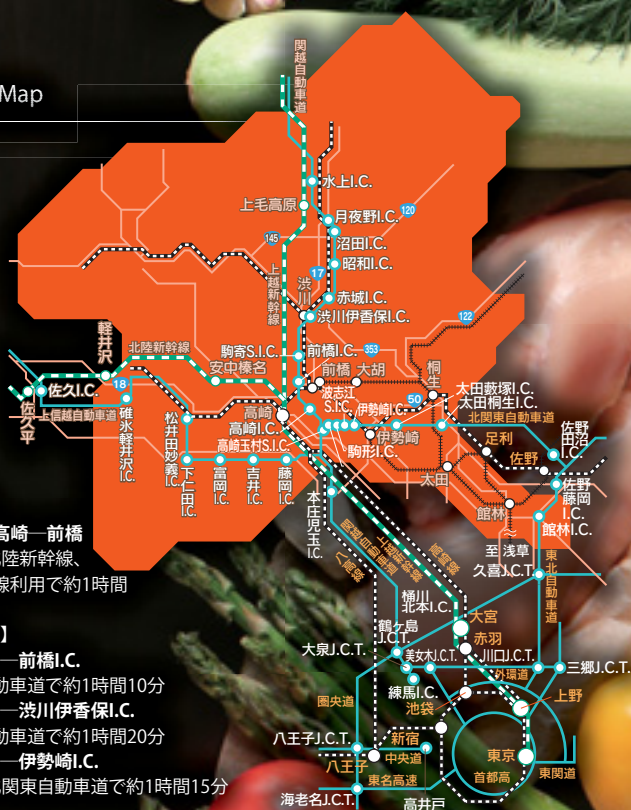 Map
関越自動車道
水上I.C.
上毛高原
月夜野I.C.
120
沼田I.C.
145
昭和I.C.
上越新幹線
17
渋川
赤城I.C.
渋川伊香保I.C.
122
軽井沢
北陸新幹線
駒寄S.I.C.
前橋I.C.
353
安中榛名
前橋
大胡
桐生
佐久I.C.
18
佐久平
上信越自動車道
碓氷軽井沢I.C.
松井田妙義I.C.
高崎
高崎I.C.
高崎玉村S.I.C.
波志江S.I.C.
伊勢崎I.C.
50
太田藪塚I.C.
太田桐生I.C.
北関東自動車道
駒形I.C.
伊勢崎
足利
佐野
佐野田沼I.C.
下仁田I.C.
富岡I.C.
吉井I.C.
藤岡I.C.
太田
佐野藤岡I.C.
本庄児玉I.C.
館林
館林I.C.
至 浅草
久喜J.C.T.
東北自動車道
関越自動車道
上越新幹線
高崎線
八高線
高崎―前橋
陸新幹線、
線利用で約1時間
桶川北本I.C.
大宮
鶴ヶ島J.C.T.
赤羽
】
大泉J.C.T.
美女木J.C.T.
川口J.C.T.
外環道
三郷J.C.T.
―前橋I.C.
動車道で約1時間10分
練馬I.C.
池袋
上野
圏央道
―渋川伊香保I.C.
動車道で約1時間20分
八王子J.C.T.
新宿
中央道
八王子
東京
―伊勢崎I.C.
関東自動車道で約1時間15分
東名高速
首都高
東関道
海老名J.C.T.
高井戸